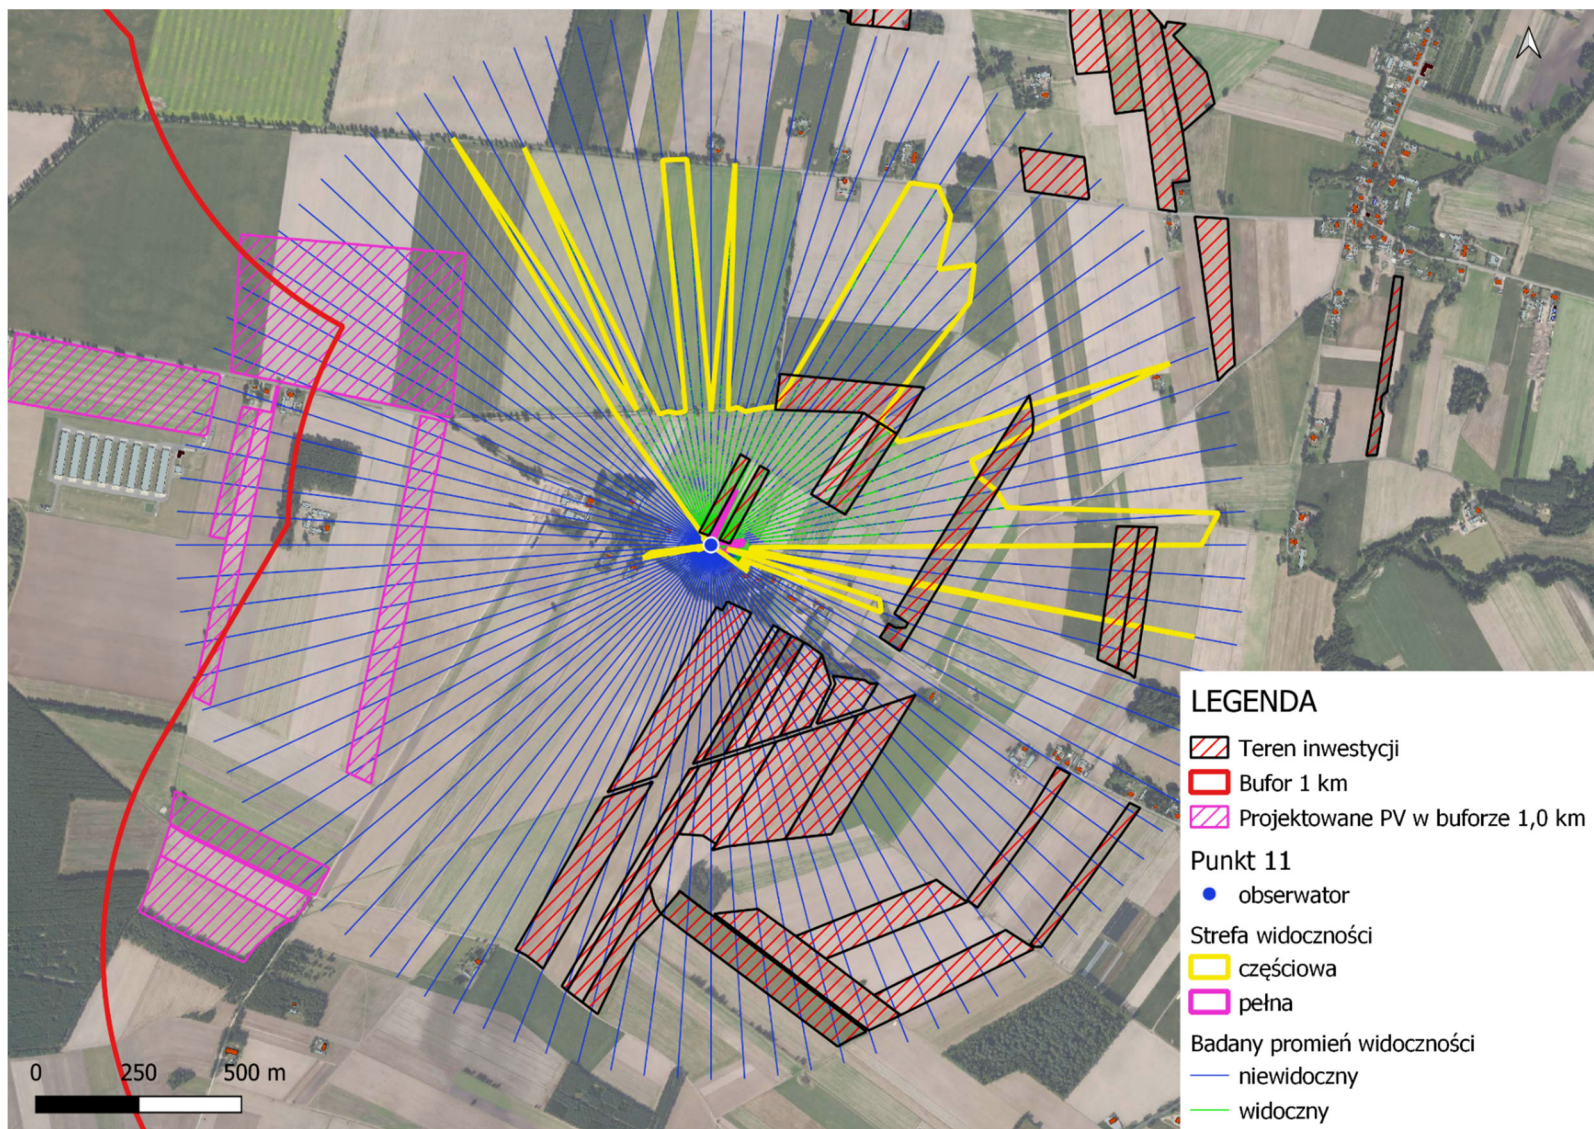 LEGENDA
Teren inwestycji
Bufor 1 km
Projektowane PV w buforze 1,0 km
Punkt 11
obserwator
Strefa widoczności
częściowa
pełna
Badany promień widoczności
niewidoczny
widoczny
0 250 500 m